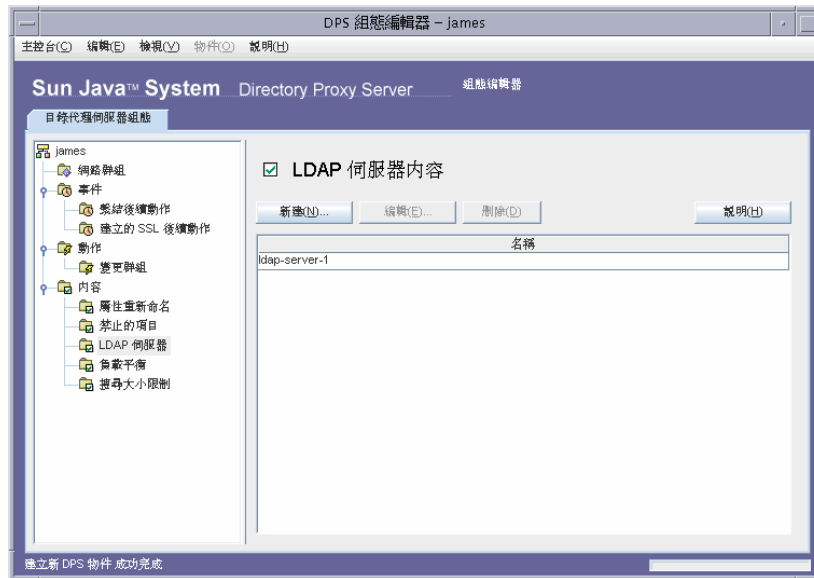 DPS 組態編輯器 – james
主控台(C) 編輯(E) 檢視(V) 物件(O) 說明(H)
Sun Java™ System Directory Proxy Server 組態編輯器
目錄代理伺服器組態
james
網路群組
事件
繫結後續動作
建立的 SSL 後續動作
動作
變更群組
內容
屬性重新命名
禁止的項目
LDAP 伺服器
負載平衡
搜尋大小限制
LDAP 伺服器內容
新建(N)... 編輯(E)... 刪除(D) 說明(H)
名稱
ldap-server-1
建立新 DPS 物件 成功完成